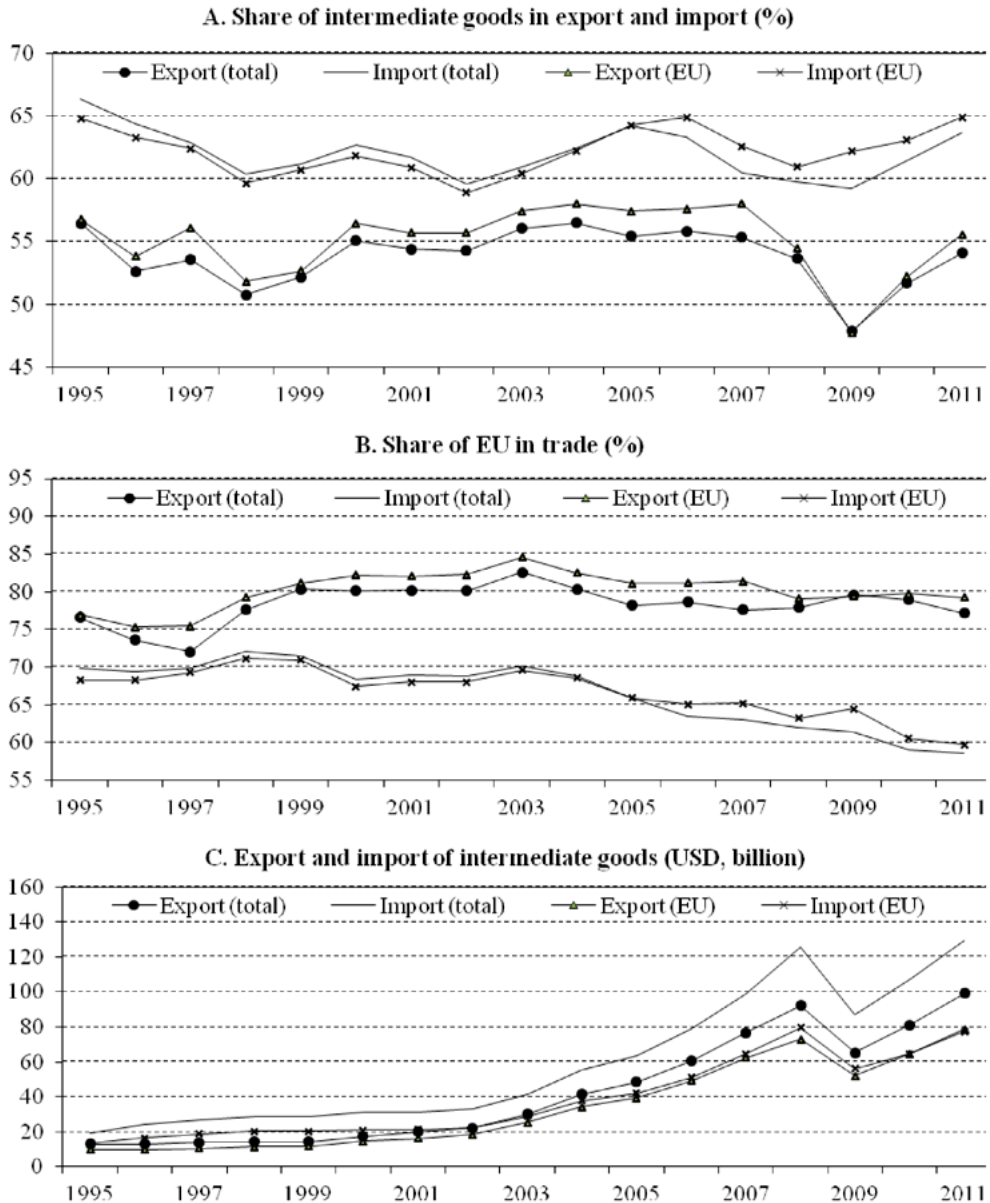 A. Share of intermediate goods in export and import (%)
70
Export (total) Import (total) Export (EU) Import (EU)
65
60
55
50
45
1995 1997 1999 2001 2003 2005 2007 2009 2011
B. Share of EU in trade (%)
95
Export (total) Import (total) Export (EU) Import (EU)
90
85
80
75
70
65
60
55
1995 1997 1999 2001 2003 2005 2007 2009 2011
C. Export and import of intermediate goods (USD, billion)
160
Export (total) Import (total) Export (EU) Import (EU)
140
120
100
80
60
40
20
0
1995 1997 1999 2001 2003 2005 2007 2009 2011